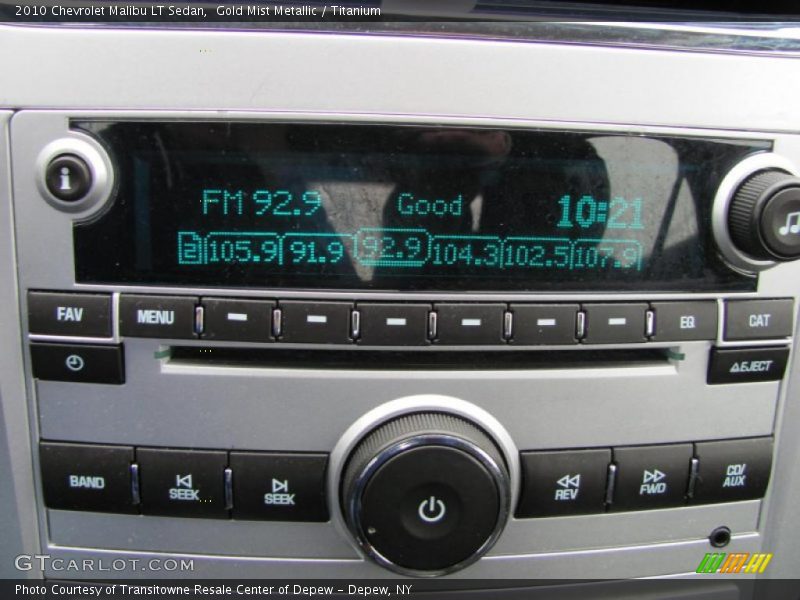 2010 Chevrolet Malibu LT Sedan,  Gold Mist Metallic / Titanium
i
FM 92.9 Good 10:21
2 105.9 91.9 92.9 104.3 102.5 107.9
FAV MENU EQ CAT
EJECT
BAND SEEK SEEK REV FWD CD/AUX
GTCARLOT.COM
Photo Courtesy of Transitowne Resale Center of Depew – Depew, NY